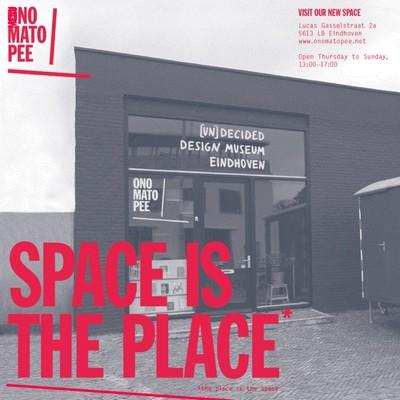 ONO
MATO
PEE
VISIT OUR NEW SPACE
Lucas Gasselstraat 2a
5613 LB Eindhoven
www.onomatopee.net
Open Thursday to Sunday,
13:00-17:00
[UN]DECIDED
DESIGN MUSEUM
EINDHOVEN
ONO
MATO
PEE
SPACE IS
THE PLACE*
*the place is the space